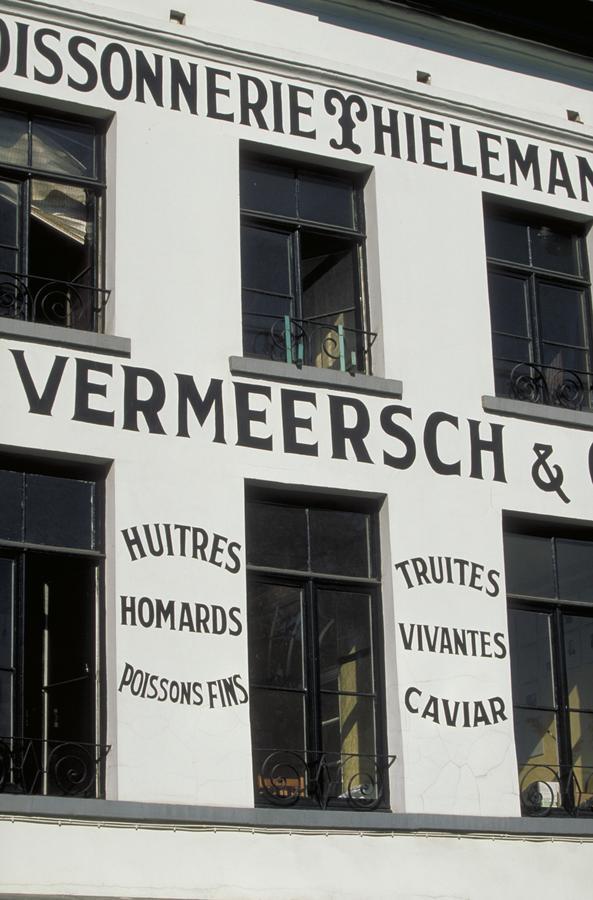 OISSONNERIE THIELEMAN
VERMEERSCH &
HUITRES
HOMARDS
POISSONS FINS
TRUITES
VIVANTES
CAVIAR